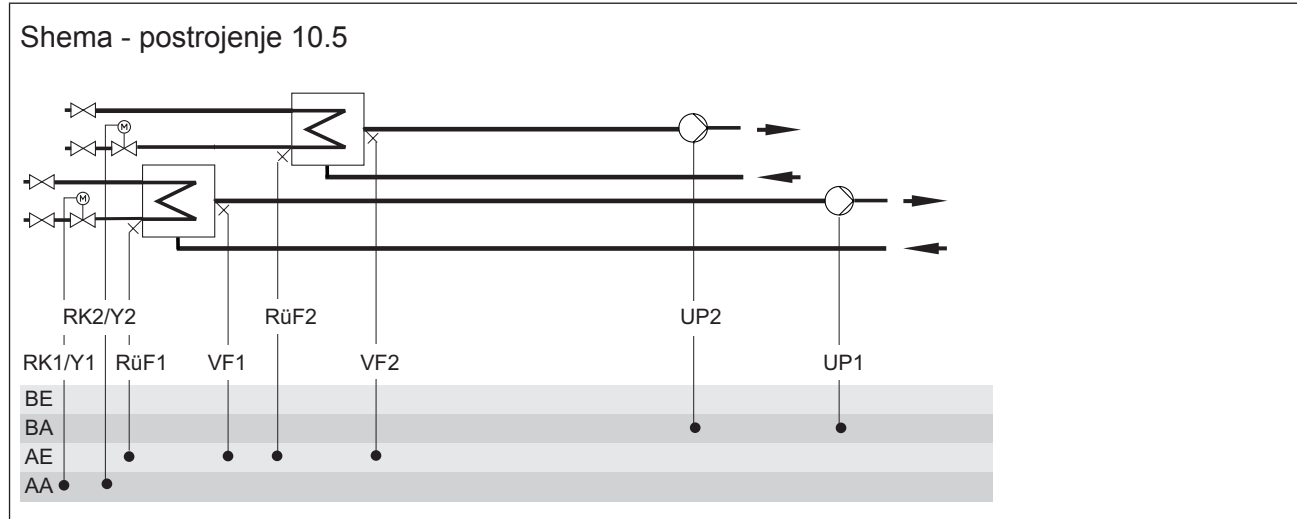 Shema - postrojenje 10.5
M
M
RK2/Y2 RüF2 UP2
RK1/Y1 RüF1 VF1 VF2 UP1
BE
BA
AE
AA